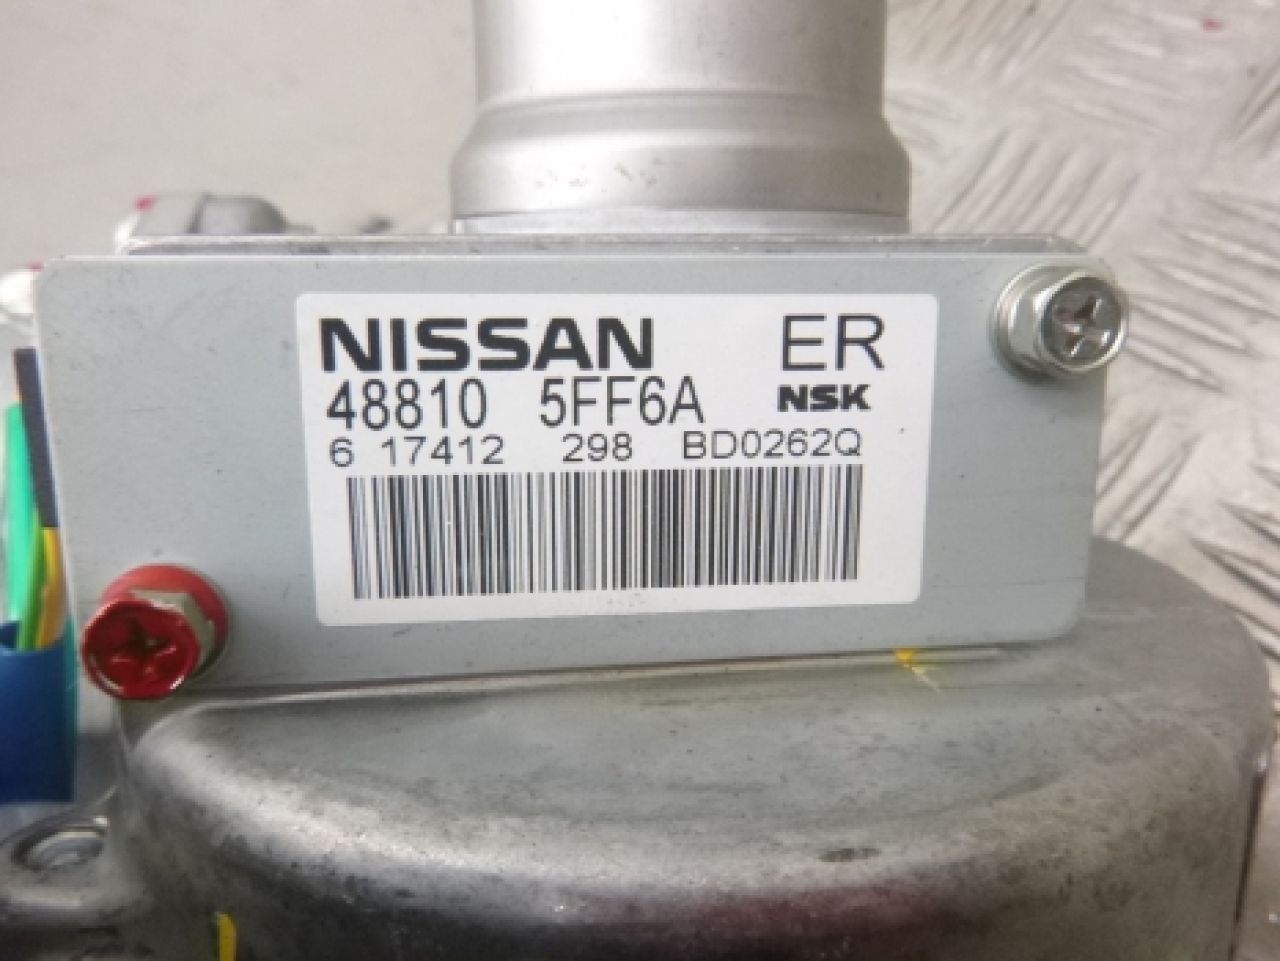 NISSAN ER
48810 5FF6A NSK
6 17412 298 BD0262Q